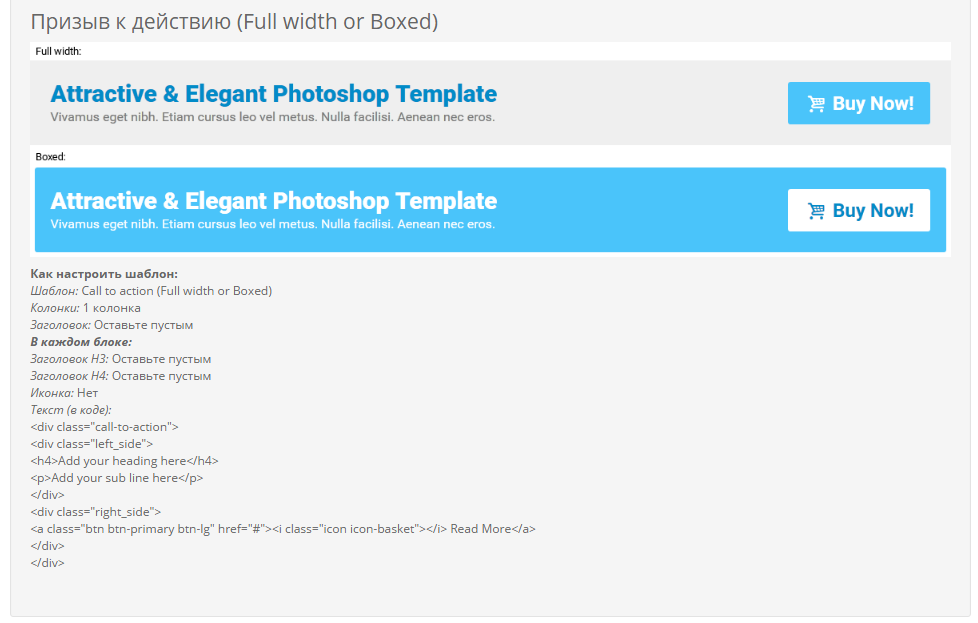 Призыв к действию (Full width or Boxed)
Full width:
Attractive & Elegant Photoshop Template
Vivamus eget nibh. Etiam cursus leo vel metus. Nulla facilisi. Aenean nec eros.
Buy Now!
Boxed:
Attractive & Elegant Photoshop Template
Vivamus eget nibh. Etiam cursus leo vel metus. Nulla facilisi. Aenean nec eros.
Buy Now!
Как настроить шаблон:
Шаблон: Call to action (Full width or Boxed)
Колонки: 1 колонка
Заголовок: Оставьте пустым
В каждом блоке:
Заголовок H3: Оставьте пустым
Заголовок H4: Оставьте пустым
Иконка: Нет
Текст (в коде):
<div class="call-to-action">
<div class="left_side">
<h4>Add your heading here</h4>
<p>Add your sub line here</p>
</div>
<div class="right_side">
<a class="btn btn-primary btn-lg" href="#"><i class="icon icon-basket"></i> Read More</a>
</div>
</div>